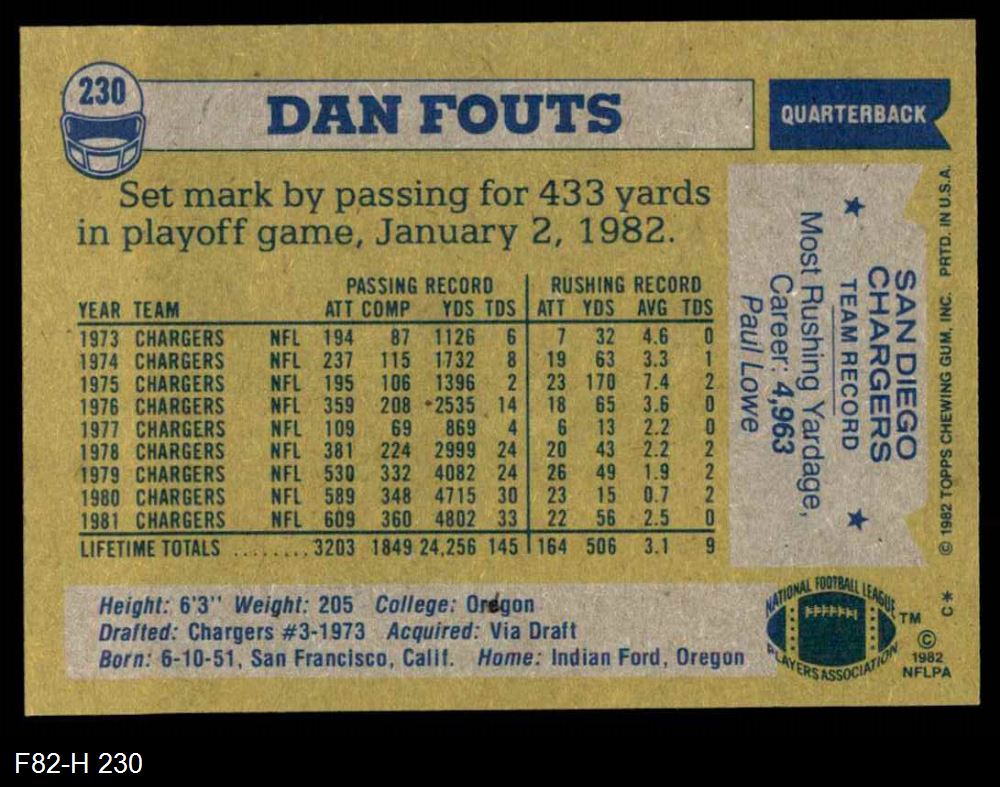 230
DAN FOUTS
QUARTERBACK
Set mark by passing for 433 yards
in playoff game, January 2, 1982.
PASSING RECORD RUSHING RECORD
YEAR TEAM ATT COMP YDS TDS ATT YDS AVG TDS
1973 CHARGERS NFL 194 87 1126 6 7 32 4.6 0
1974 CHARGERS NFL 237 115 1732 8 19 63 3.3 1
1975 CHARGERS NFL 195 106 1396 2 23 170 7.4 2
1976 CHARGERS NFL 359 208 2535 14 18 65 3.6 0
1977 CHARGERS NFL 109 69 869 4 6 13 2.2 0
1978 CHARGERS NFL 381 224 2999 24 20 43 2.2 2
1979 CHARGERS NFL 530 332 4082 24 26 49 1.9 2
1980 CHARGERS NFL 589 348 4715 30 23 15 0.7 2
1981 CHARGERS NFL 609 360 4802 33 22 56 2.5 0
LIFETIME TOTALS ........ 3203 1849 24,256 145 164 506 3.1 9
SAN DIEGO
CHARGERS
TEAM RECORD
Most Rushing Yardage,
Career; 4,963
Paul Lowe
© 1982 TOPPS CHEWING GUM, INC. PRTD. IN U.S.A.
C*
Height: 6'3" Weight: 205 College: Oregon
Drafted: Chargers #3-1973 Acquired: Via Draft
Born: 6-10-51, San Francisco, Calif. Home: Indian Ford, Oregon
NATIONAL FOOTBALL LEAGUE
PLAYERS ASSOCIATION
TM
©
1982
NFLPA
F82-H 230